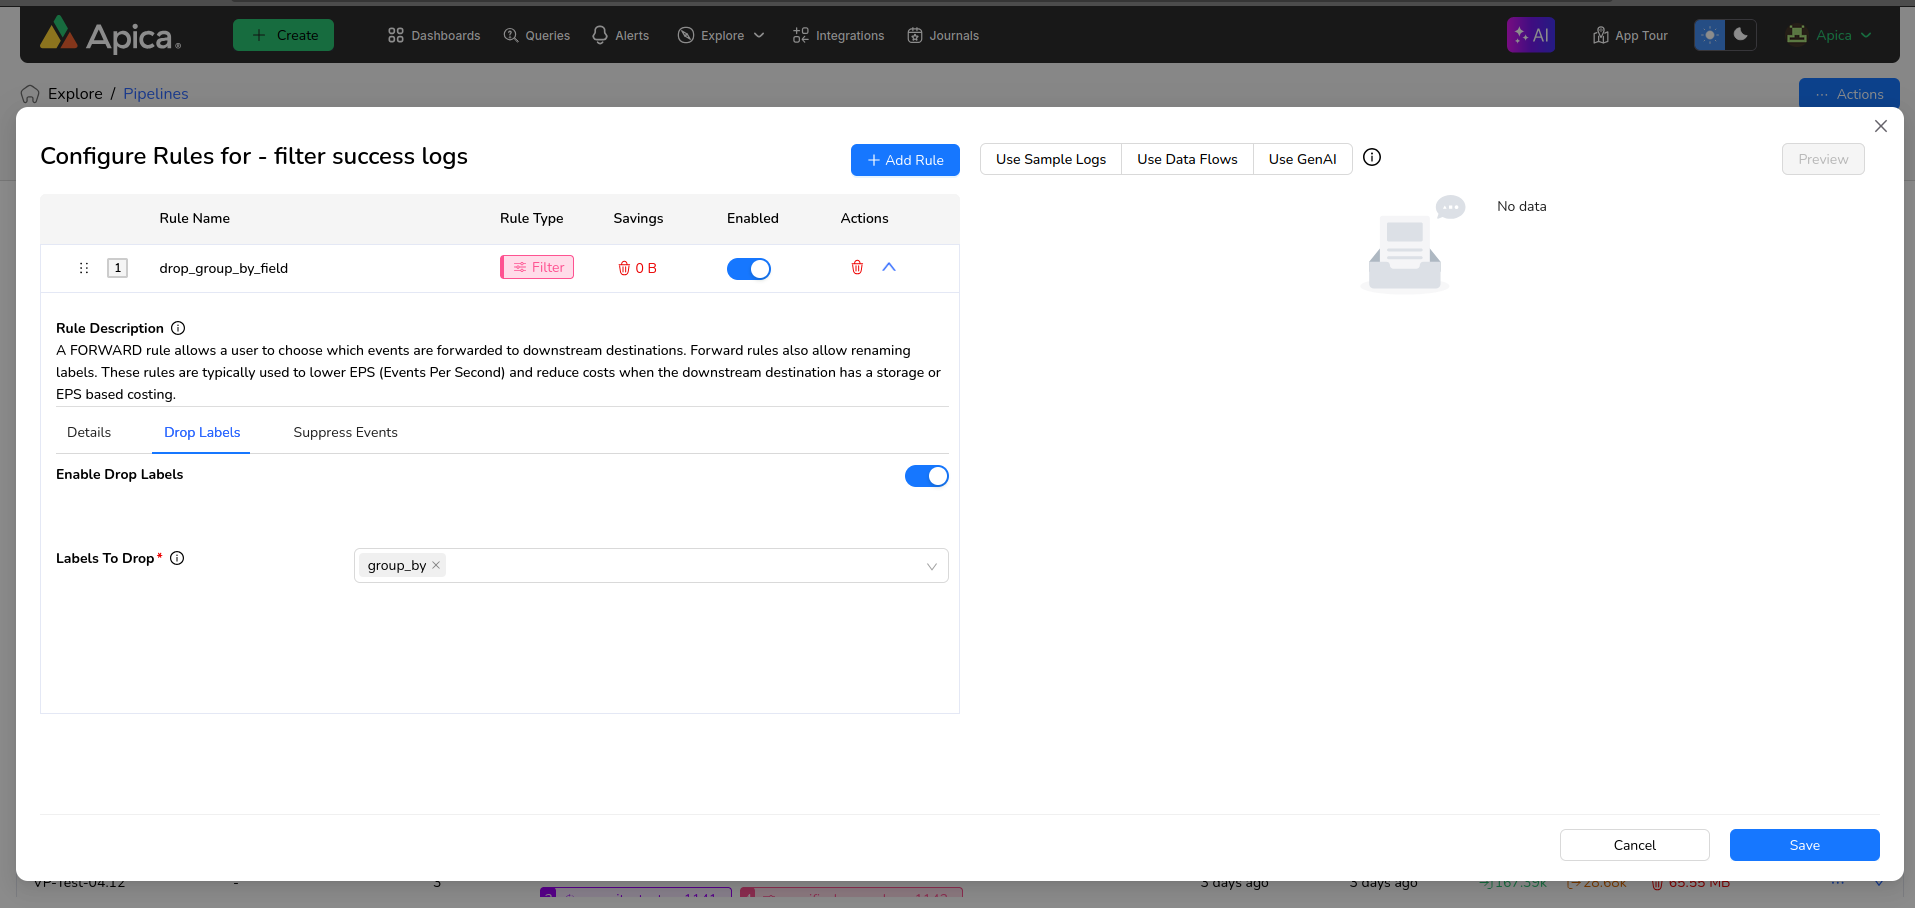 Apica
Create
Dashboards
Queries
Alerts
Explore
Integrations
Journals
AI
App Tour
Apica
Explore / Pipelines
··· Actions
Configure Rules for - filter success logs
+ Add Rule
Use Sample Logs
Use Data Flows
Use GenAI
Preview
Rule Name
Rule Type
Savings
Enabled
Actions
No data
1
drop_group_by_field
Filter
0 B
Rule Description
A FORWARD rule allows a user to choose which events are forwarded to downstream destinations. Forward rules also allow renaming
labels. These rules are typically used to lower EPS (Events Per Second) and reduce costs when the downstream destination has a storage or
EPS based costing.
Details
Drop Labels
Suppress Events
Enable Drop Labels
Labels To Drop*
group_by
Cancel
Save
VP-Test-04.12
-
3
3 days ago
3 days ago
167.39k
28.68k
65.55 MB